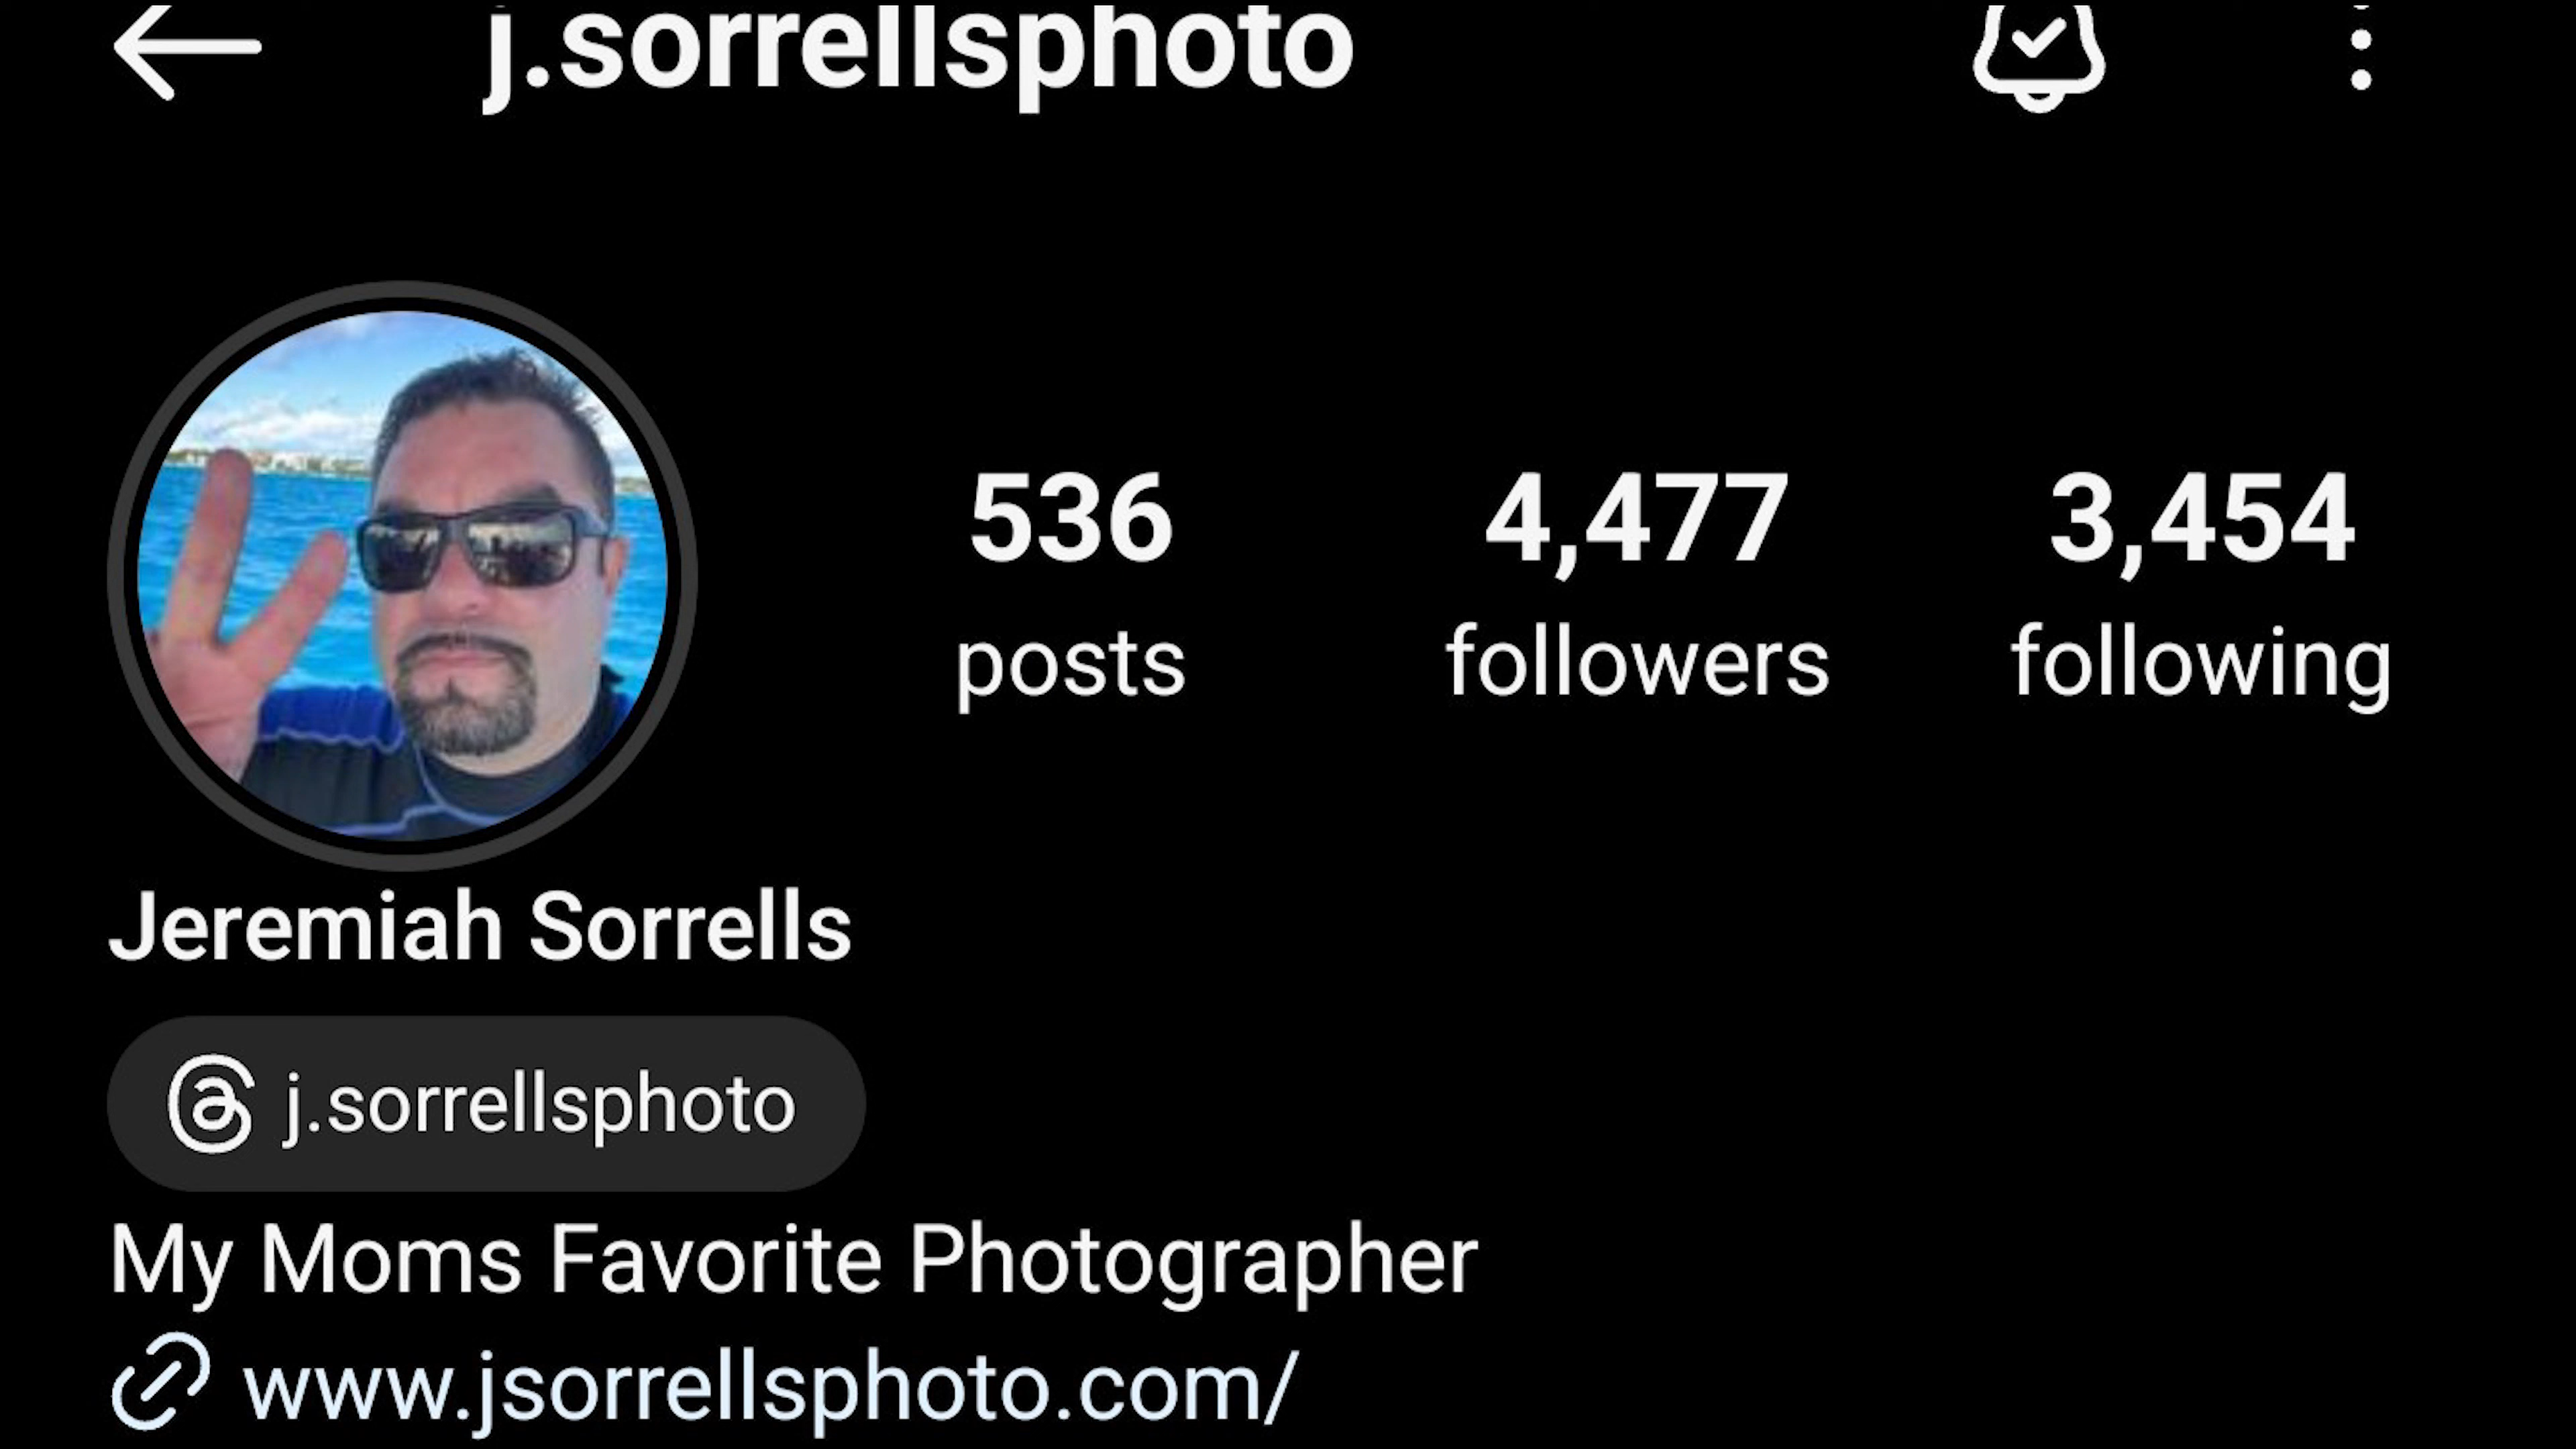 j.sorrellsphoto
536 4,477 3,454
posts followers following
Jeremiah Sorrells
j.sorrellsphoto
My Moms Favorite Photographer
www.jsorrellsphoto.com/